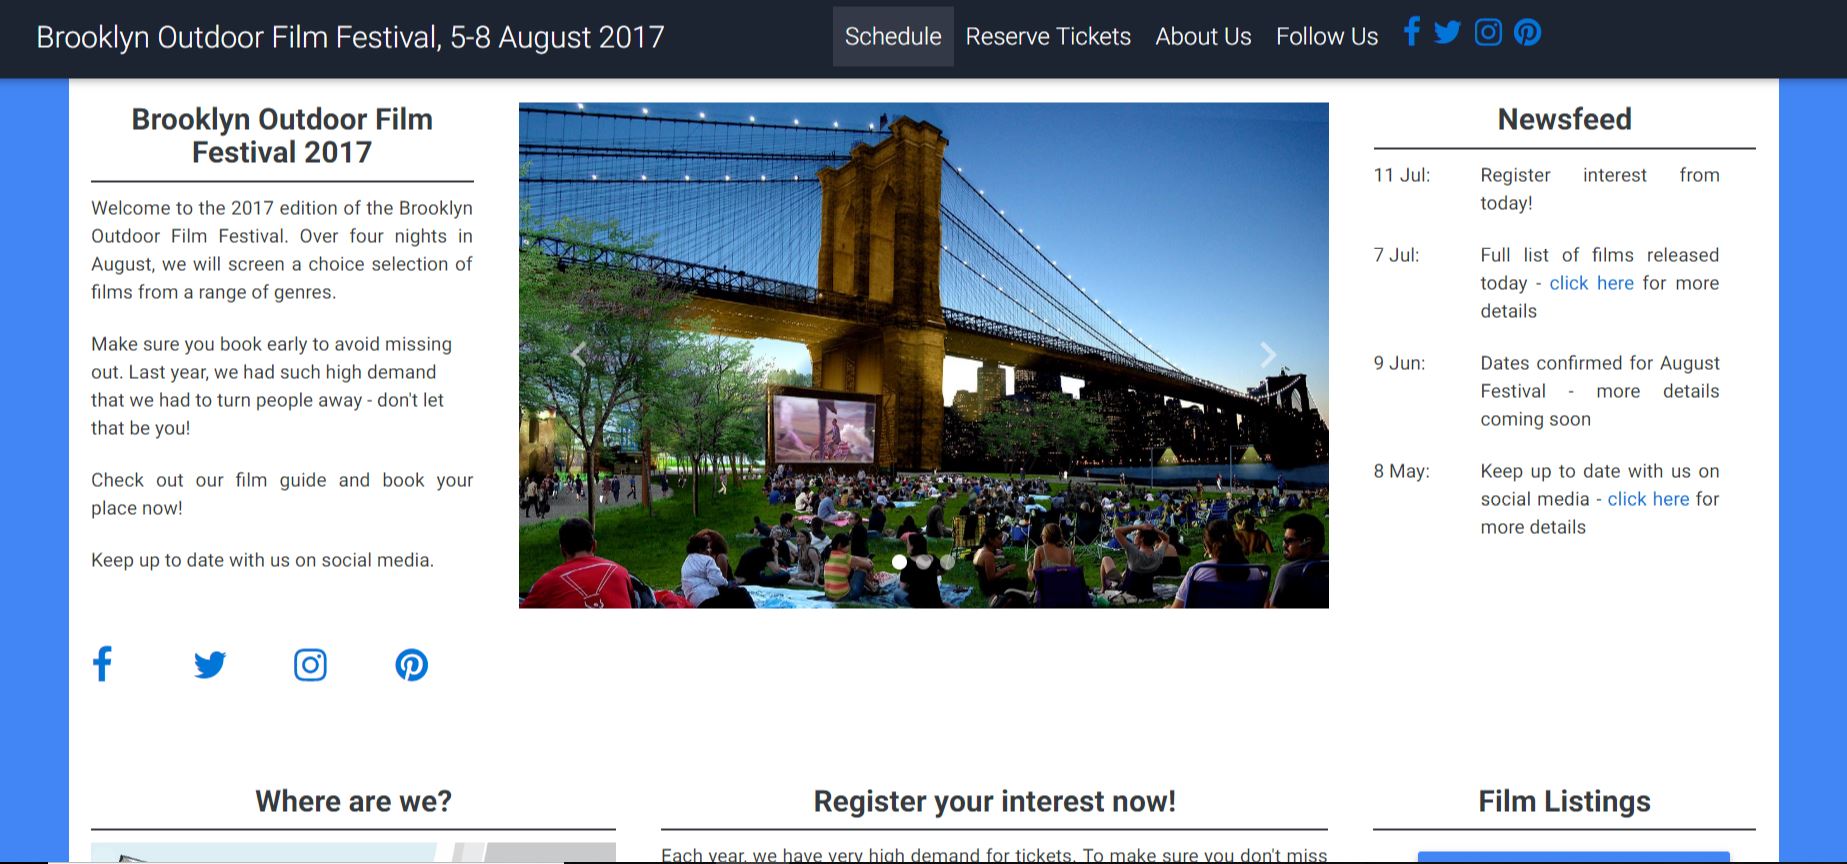 Brooklyn Outdoor Film Festival, 5-8 August 2017
Schedule
Reserve Tickets
About Us
Follow Us
Brooklyn Outdoor Film
Festival 2017
Welcome to the 2017 edition of the Brooklyn
Outdoor Film Festival. Over four nights in
August, we will screen a choice selection of
films from a range of genres.
Make sure you book early to avoid missing
out. Last year, we had such high demand
that we had to turn people away - don't let
that be you!
Check out our film guide and book your
place now!
Keep up to date with us on social media.
Newsfeed
11 Jul:
Register interest from
today!
7 Jul:
Full list of films released
today - click here for more
details
9 Jun:
Dates confirmed for August
Festival - more details
coming soon
8 May:
Keep up to date with us on
social media - click here for
more details
Where are we?
Register your interest now!
Each year, we have very high demand for tickets. To make sure you don't miss
Film Listings